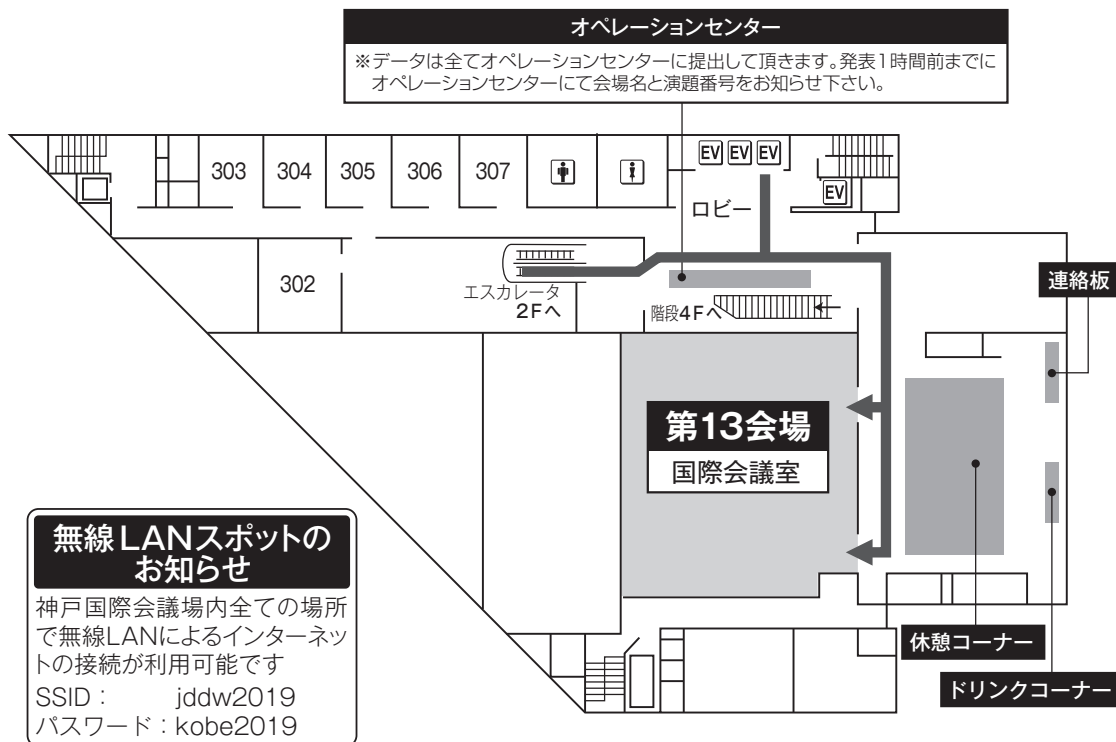 オペレーションセンター
※データは全てオペレーションセンターに提出して頂きます。発表1時間前までに
オペレーションセンターにて会場名と演題番号をお知らせ下さい。
303
304
305
306
307
EV
EV
EV
EV
ロビー
302
エスカレータ
2Fへ
階段4Fへ
連絡板
第13会場
国際会議室
休憩コーナー
ドリンクコーナー
無線LANスポットの
お知らせ
神戸国際会議場内全ての場所
で無線LANによるインターネッ
トの接続が利用可能です
SSID： jddw2019
パスワード：kobe2019